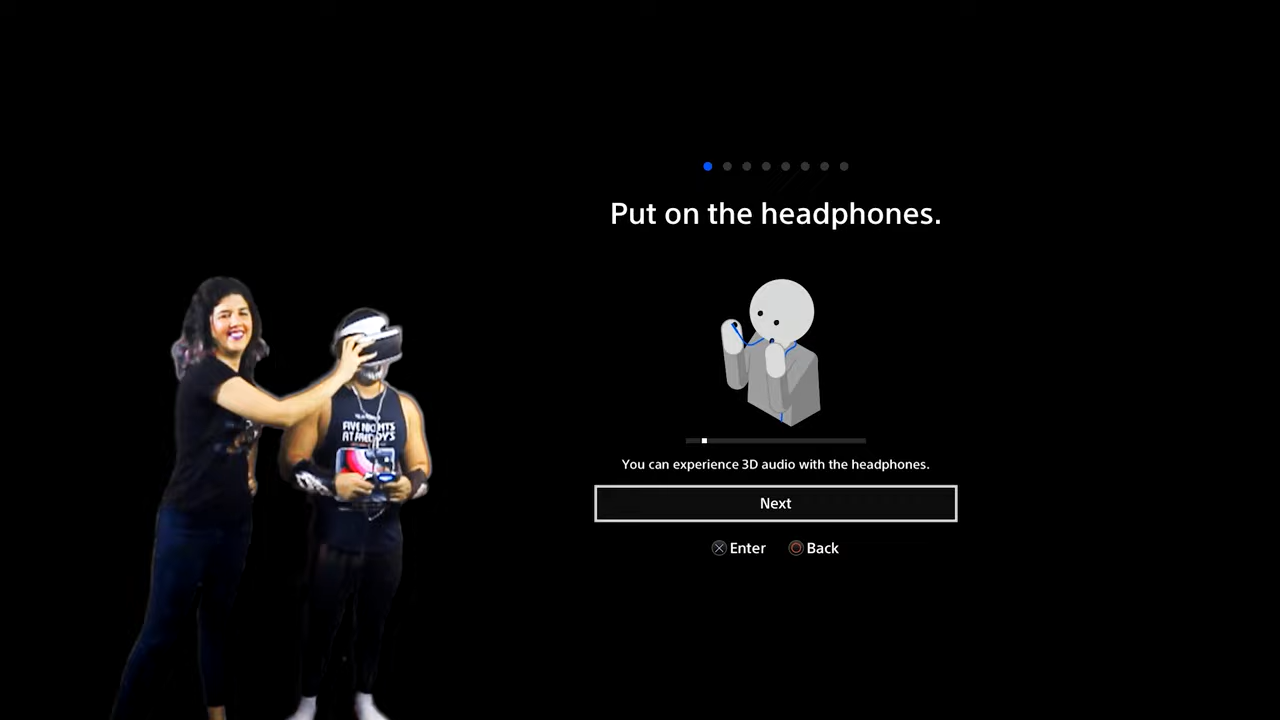 Put on the headphones.
FIVE NIGHTS
AT FREDDY'S
You can experience 3D audio with the headphones.
Next
Enter Back